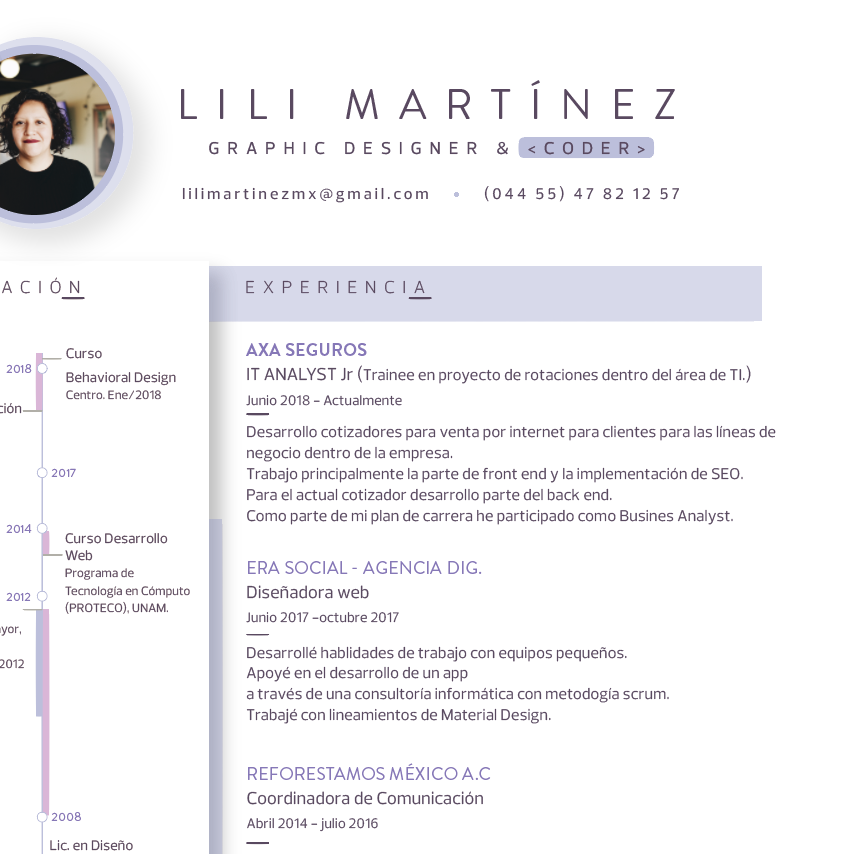 LILI MARTÍNEZ
GRAPHIC DESIGNER & <CODER>
lilimartinezmx@gmail.com • (044 55) 47 82 12 57
ACIÓN
2018
Curso
Behavioral Design
Centro. Ene/2018
ción
2017
2014
Curso Desarrollo
Web
Programa de
Tecnología en Cómputo
(PROTECO), UNAM.
2012
yor,
2012
2008
Lic. en Diseño
EXPERIENCIA
AXA SEGUROS
IT ANALYST Jr (Trainee en proyecto de rotaciones dentro del área de TI.)
Junio 2018 - Actualmente
Desarrollo cotizadores para venta por internet para clientes para las líneas de
negocio dentro de la empresa.
Trabajo principalmente la parte de front end y la implementación de SEO.
Para el actual cotizador desarrollo parte del back end.
Como parte de mi plan de carrera he participado como Busines Analyst.
ERA SOCIAL - AGENCIA DIG.
Diseñadora web
Junio 2017 -octubre 2017
Desarrollé hablidades de trabajo con equipos pequeños.
Apoyé en el desarrollo de un app
a través de una consultoría informática con metodogía scrum.
Trabajé con lineamientos de Material Design.
REFORESTAMOS MÉXICO A.C
Coordinadora de Comunicación
Abril 2014 - julio 2016